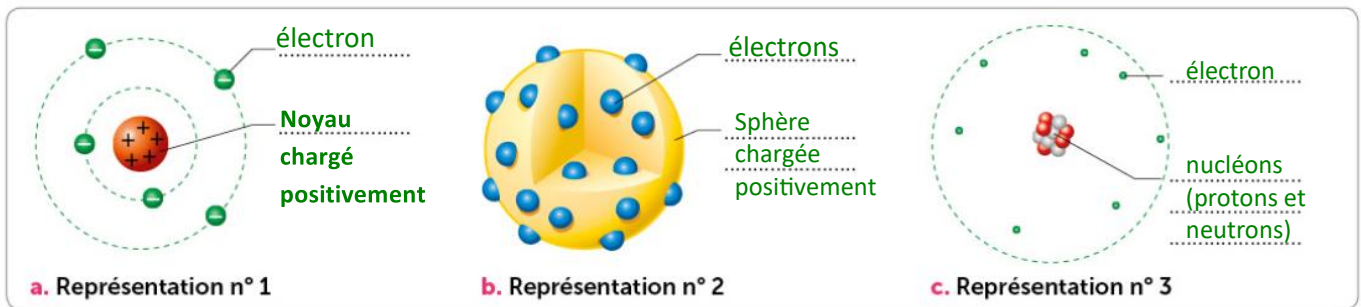 électron
Noyau
chargé
positivement
a. Représentation n° 1
électrons
Sphère
chargée
positivement
b. Représentation n° 2
électron
nucléons
(protons et
neutrons)
c. Représentation n° 3